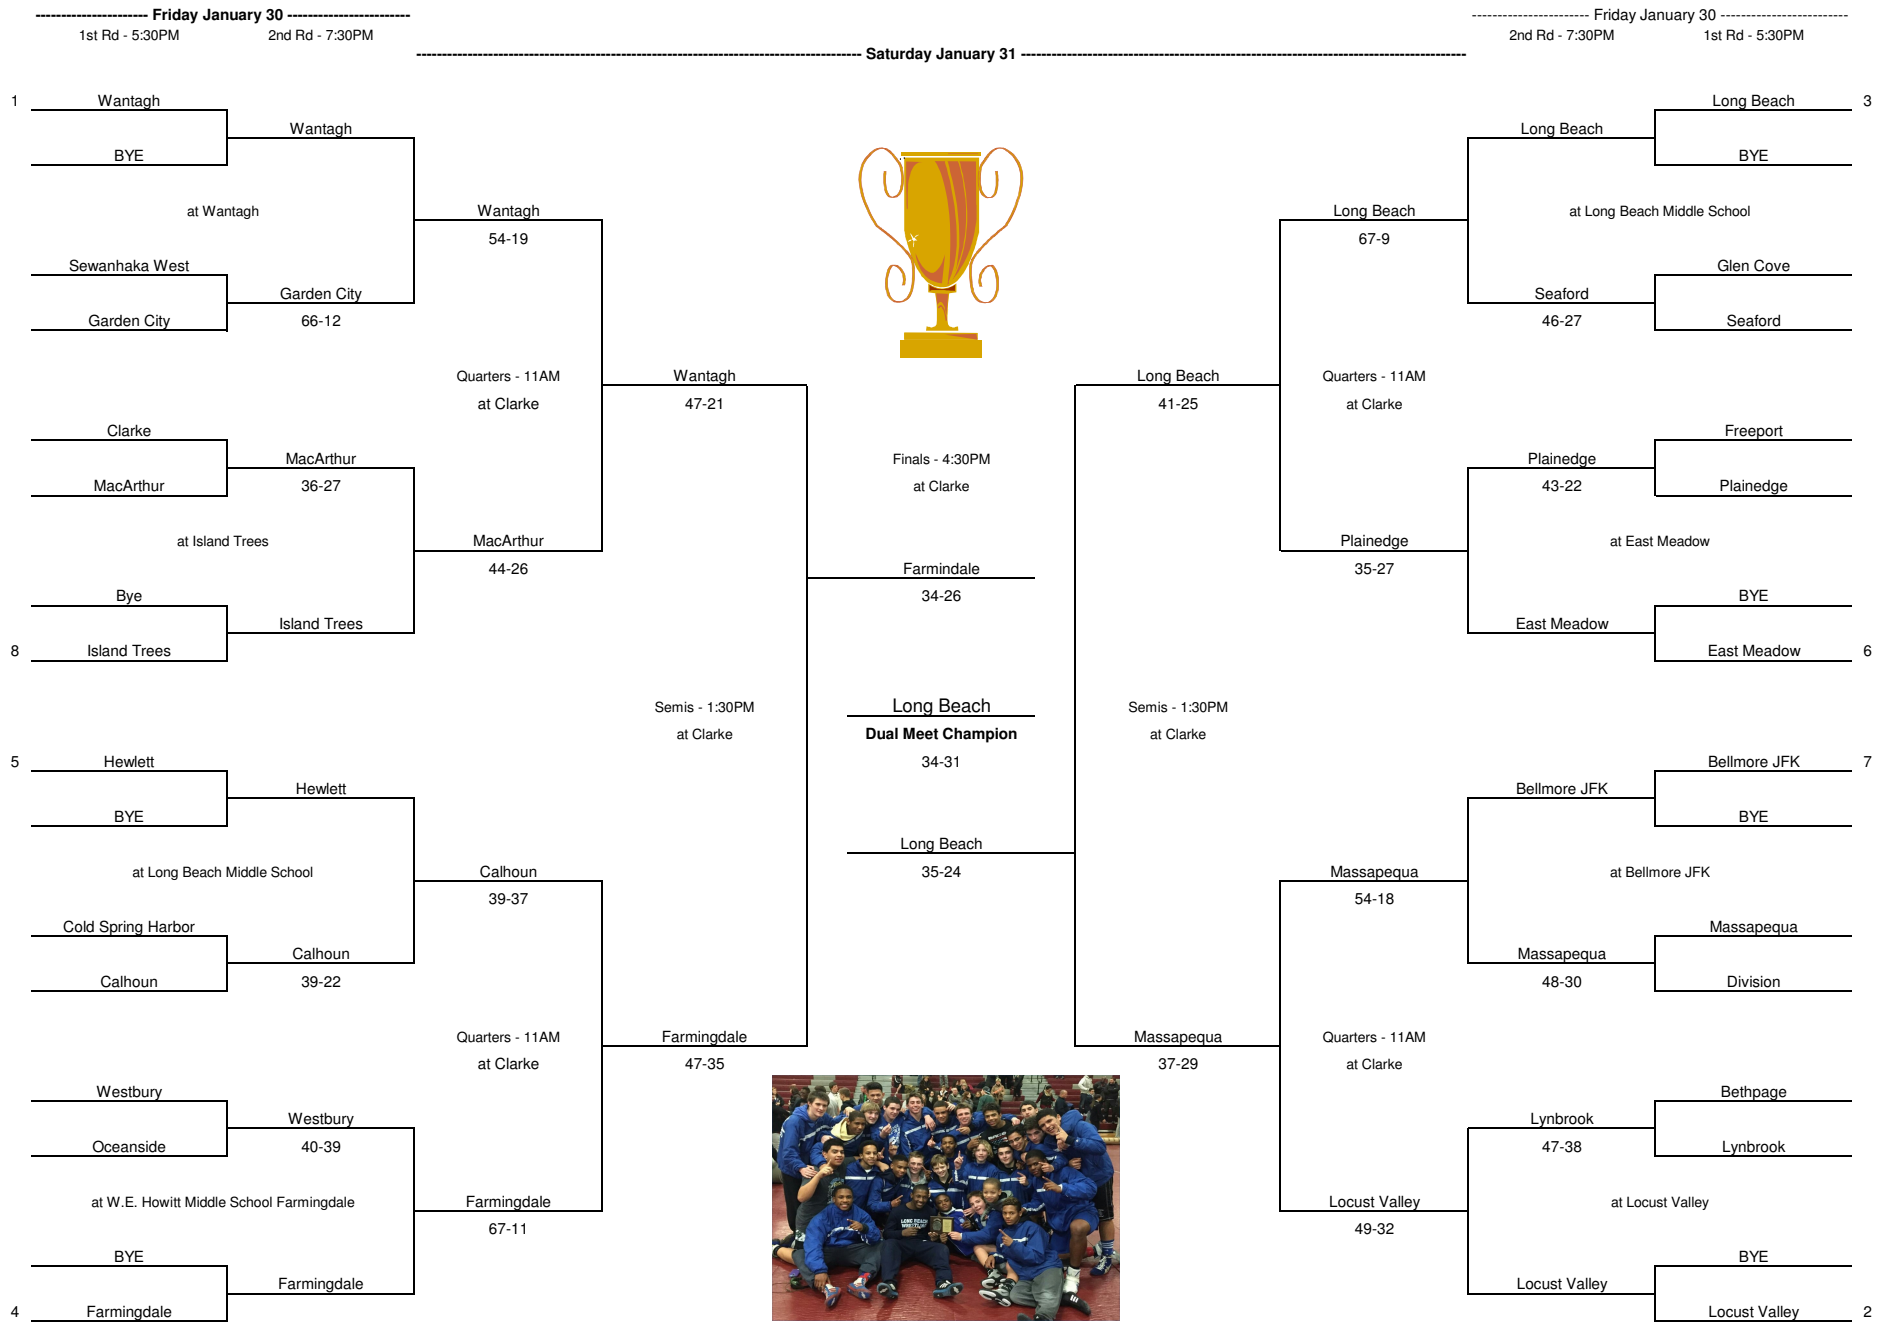 ----------------------- Friday January 30 -------------------------
1st Rd - 5:30PM
2nd Rd - 7:30PM
------------------------ Friday January 30 --------------------------
2nd Rd - 7:30PM
1st Rd - 5:30PM
------------------------------------------------------------------------------------------- Saturday January 31 -------------------------------------------------------------------------------------------
1
Wantagh
Wantagh
BYE
at Wantagh
Wantagh
54-19
Sewanhaka West
Garden City
Garden City
66-12
Quarters - 11AM
at Clarke
Wantagh
47-21
Clarke
MacArthur
MacArthur
36-27
at Island Trees
MacArthur
44-26
Bye
Island Trees
8
Island Trees
Semis - 1:30PM
at Clarke
5
Hewlett
Hewlett
BYE
at Long Beach Middle School
Calhoun
39-37
Cold Spring Harbor
Calhoun
Calhoun
39-22
Quarters - 11AM
at Clarke
Farmingdale
47-35
Westbury
Westbury
Oceanside
40-39
at W.E. Howitt Middle School Farmingdale
Farmingdale
67-11
BYE
Farmingdale
4
Farmingdale
Finals - 4:30PM
at Clarke
Farmindale
34-26
Long Beach
Dual Meet Champion
34-31
Long Beach
35-24
LONG BEACH
WRESTLING
Long Beach
3
Long Beach
BYE
Long Beach
67-9
at Long Beach Middle School
Glen Cove
Seaford
46-27
Seaford
Long Beach
41-25
Quarters - 11AM
at Clarke
Freeport
Plainedge
43-22
Plainedge
Plainedge
35-27
at East Meadow
BYE
East Meadow
East Meadow
6
Semis - 1:30PM
at Clarke
Bellmore JFK
7
Bellmore JFK
BYE
Massapequa
54-18
at Bellmore JFK
Massapequa
Massapequa
48-30
Division
Massapequa
37-29
Quarters - 11AM
at Clarke
Bethpage
Lynbrook
47-38
Lynbrook
Locust Valley
49-32
at Locust Valley
BYE
Locust Valley
Locust Valley
2